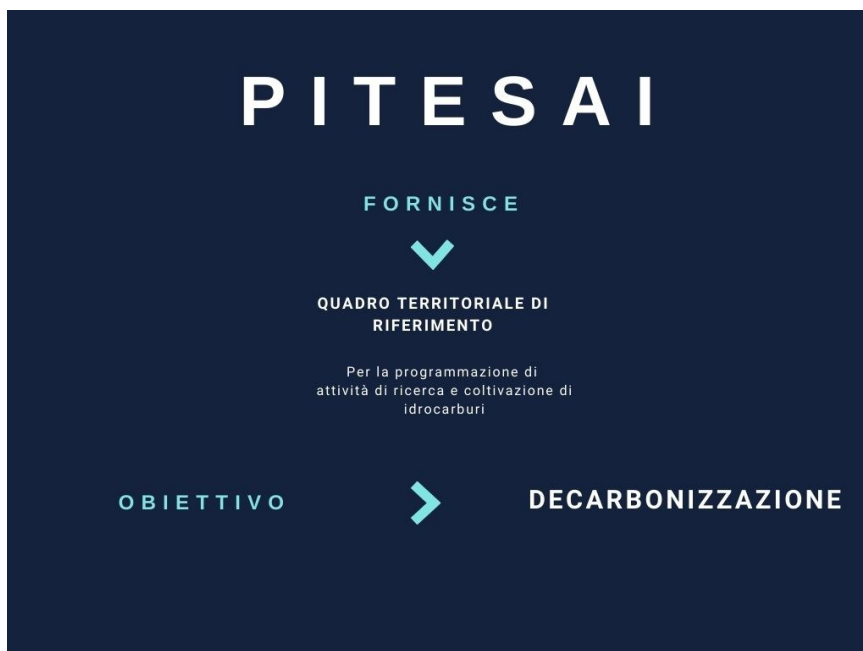 PITESAI
FORNISCE
QUADRO TERRITORIALE DI
RIFERIMENTO
Per la programmazione di
attività di ricerca e coltivazione di
idrocarburi
OBIETTIVO
DECARBONIZZAZIONE